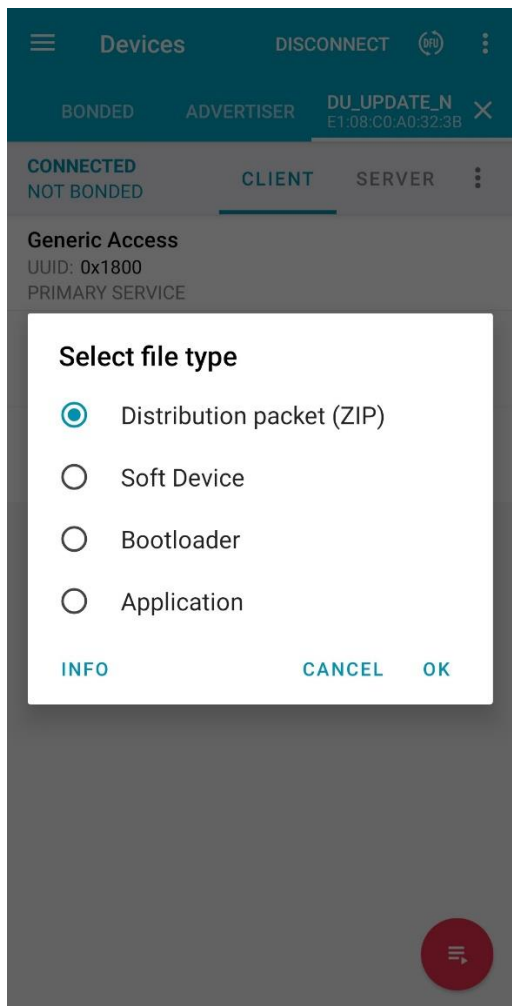 Devices DISCONNECT DFU
BONDED ADVERTISER DU_UPDATE_N
E1:08:C0:A0:32:3B
CONNECTED
NOT BONDED CLIENT SERVER
Generic Access
UUID: 0x1800
PRIMARY SERVICE
Select file type
Distribution packet (ZIP)
Soft Device
Bootloader
Application
INFO CANCEL OK